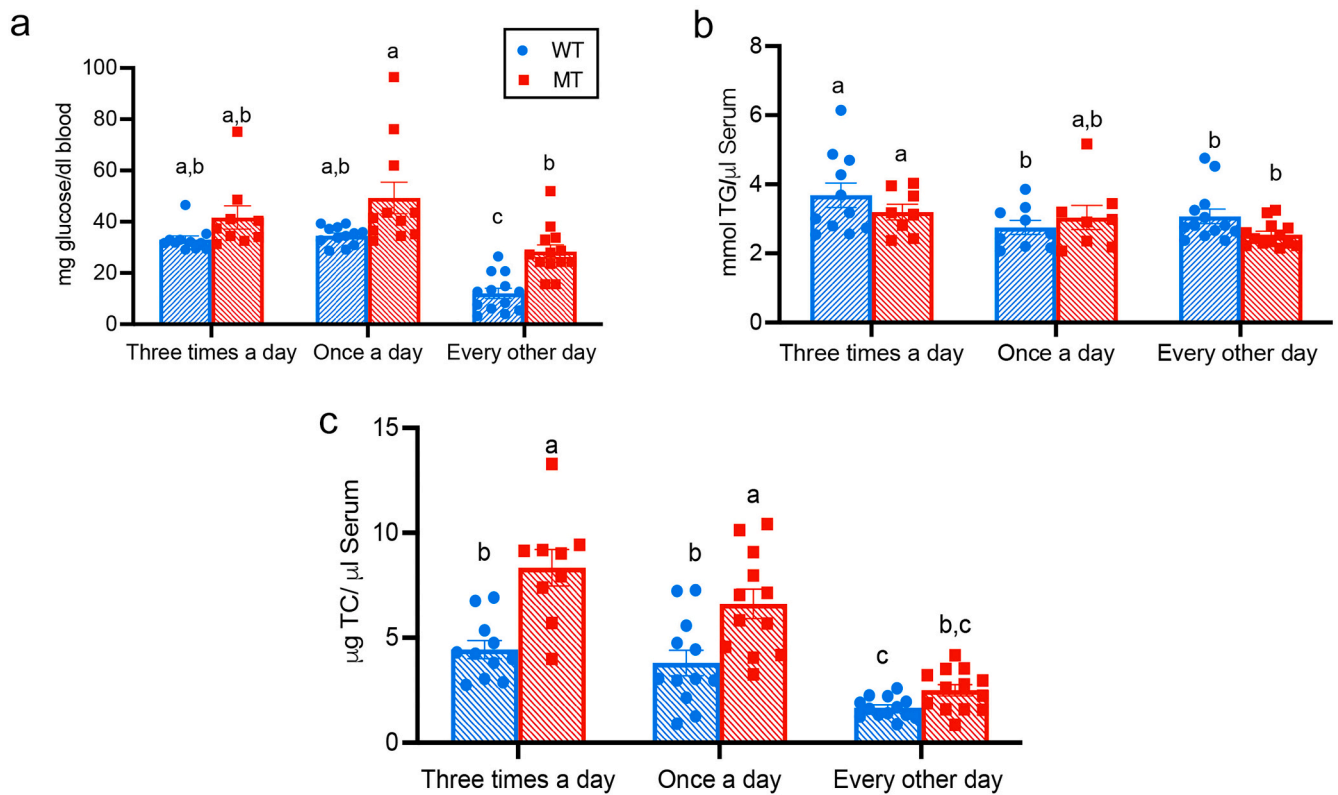 a
WT
MT
mg glucose/dl blood
100
80
60
40
20
0
a,b
a,b
a,b
a
c
b
Three times a day
Once a day
Every other day
b
mmol TG/μl Serum
8
6
4
2
0
a
a
b
a,b
b
b
Three times a day
Once a day
Every other day
c
μg TC/ μl Serum
15
10
5
0
b
a
b
a
c
b,c
Three times a day
Once a day
Every other day